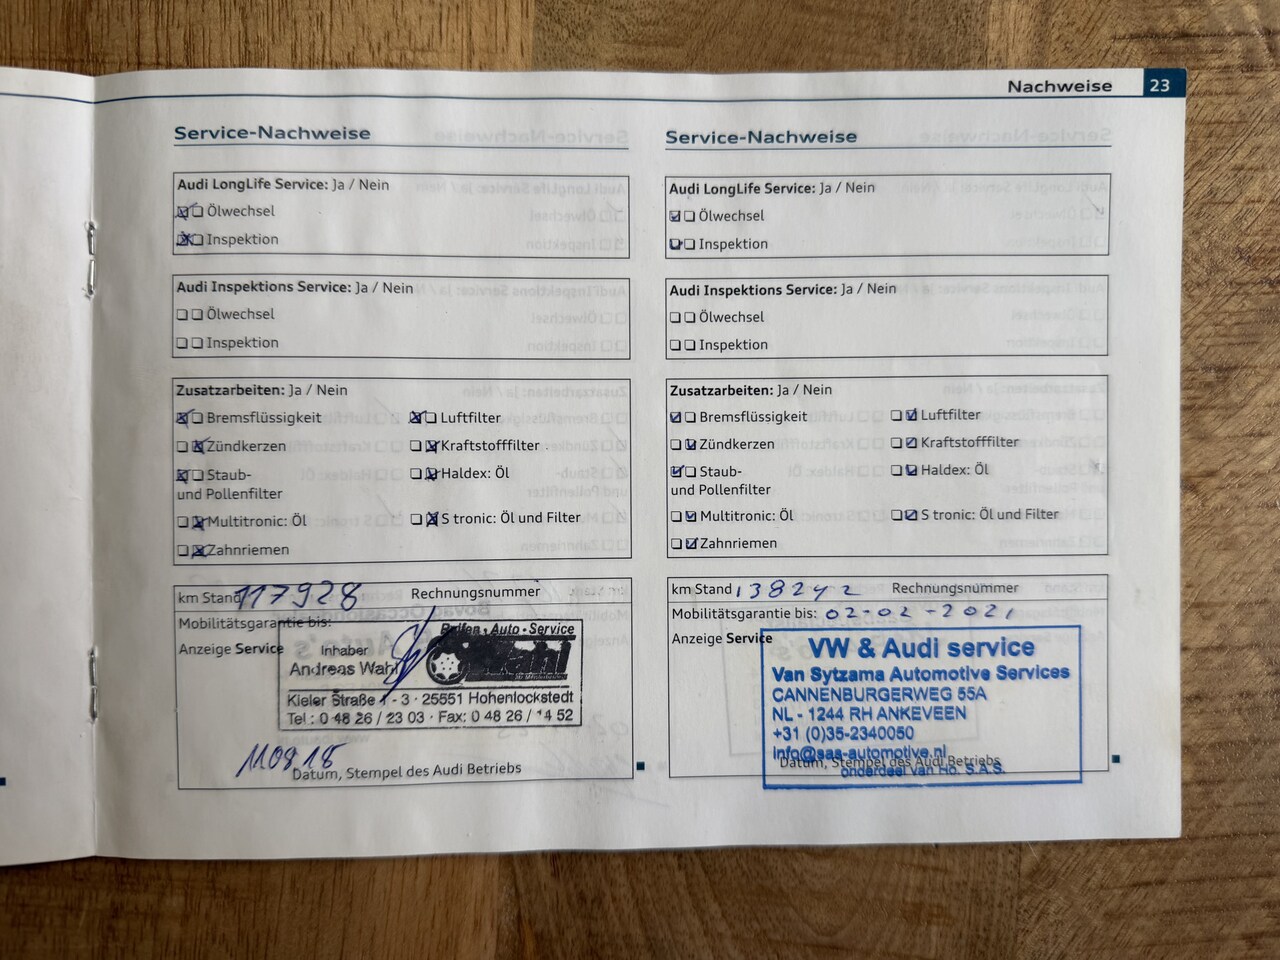 Nachweise 23
Service-Nachweise
Audi LongLife Service: Ja / Nein
Ölwechsel
Inspektion
Audi Inspektions Service: Ja / Nein
Ölwechsel
Inspektion
Zusatzarbeiten: Ja / Nein
Bremsflüssigkeit Luftfilter
Zündkerzen Kraftstofffilter
Staub- Haldex: Öl
und Pollenfilter
Multitronic: Öl S tronic: Öl und Filter
Zahnriemen
km Stand 117928 Rechnungsnummer
Mobilitätsgarantie bis:
Anzeige Service
Reifen · Auto · Service
Inhaber
Andreas Wahl
Kieler Straße 1 - 3 · 25551 Hohenlockstedt
Tel : 0 48 26 / 23 03 · Fax: 0 48 26 / 14 52
110918
Datum, Stempel des Audi Betriebs
Service-Nachweise
Audi LongLife Service: Ja / Nein
Ölwechsel
Inspektion
Audi Inspektions Service: Ja / Nein
Ölwechsel
Inspektion
Zusatzarbeiten: Ja / Nein
Bremsflüssigkeit Luftfilter
Zündkerzen Kraftstofffilter
Staub- Haldex: Öl
und Pollenfilter
Multitronic: Öl S tronic: Öl und Filter
Zahnriemen
km Stand 138242 Rechnungsnummer
Mobilitätsgarantie bis: 02-02-2021
Anzeige Service
VW & Audi service
Van Sytzama Automotive Services
CANNENBURGERWEG 55A
NL - 1244 RH ANKEVEEN
+31 (0)35-2340050
info@sas-automotive.nl
Datum, Stempel des Audi Betriebs
onderdeel van Ho. S.A.S.